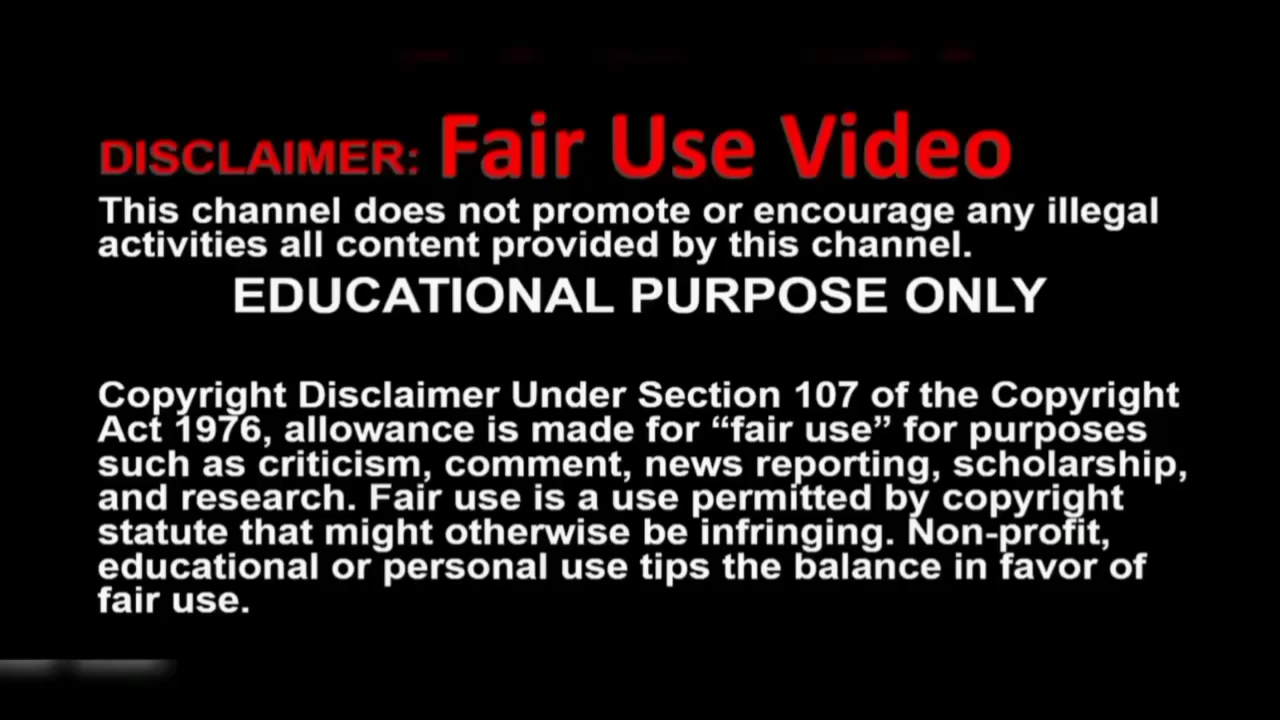 DISCLAIMER: Fair Use Video
This channel does not promote or encourage any illegal
activities all content provided by this channel.
EDUCATIONAL PURPOSE ONLY
Copyright Disclaimer Under Section 107 of the Copyright
Act 1976, allowance is made for “fair use” for purposes
such as criticism, comment, news reporting, scholarship,
and research. Fair use is a use permitted by copyright
statute that might otherwise be infringing. Non-profit,
educational or personal use tips the balance in favor of
fair use.